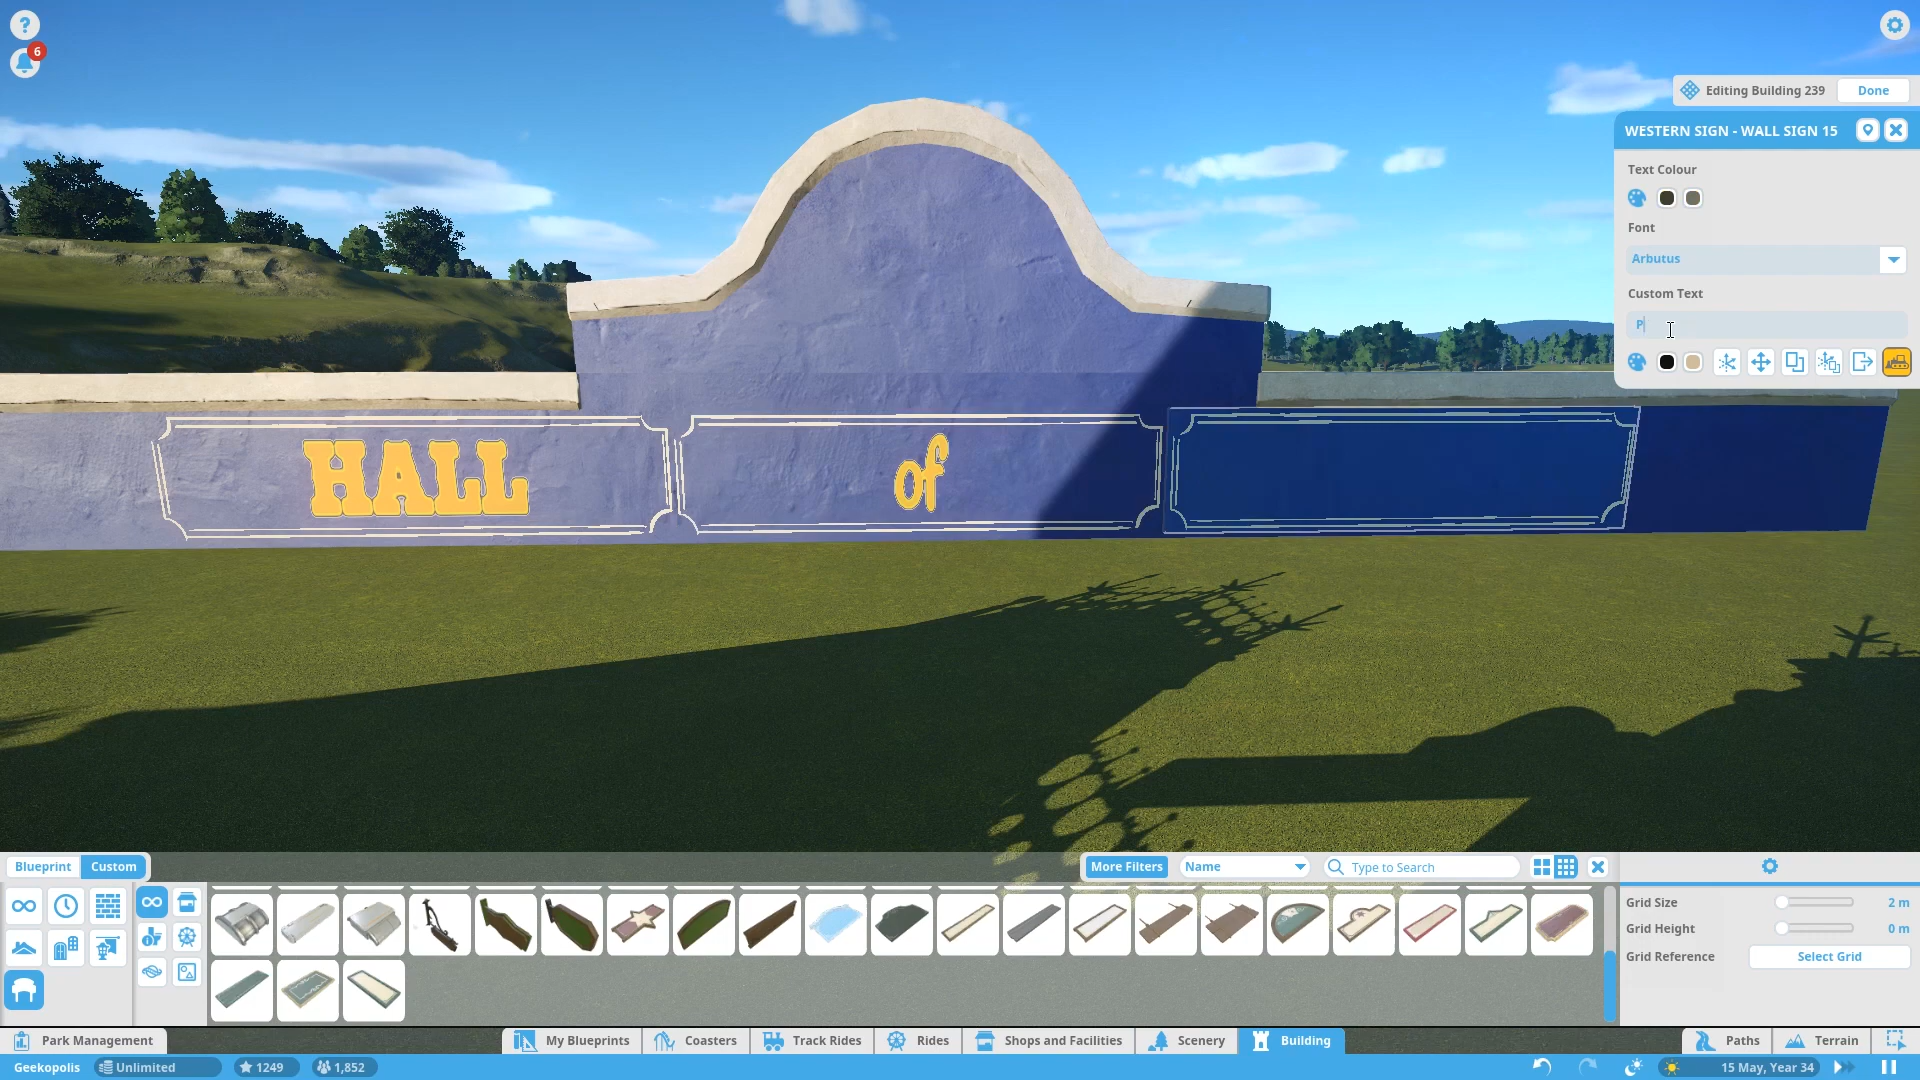 6
Editing Building 239
Done
WESTERN SIGN - WALL SIGN 15
Text Colour
Font
Arbutus
Custom Text
P
HALL of
Blueprint
Custom
More Filters
Name
Type to Search
Grid Size
2 m
Grid Height
0 m
Grid Reference
Select Grid
Park Management
My Blueprints
Coasters
Track Rides
Rides
Shops and Facilities
Scenery
Building
Paths
Terrain
Geekopolis
Unlimited
1249
1,852
15 May, Year 34